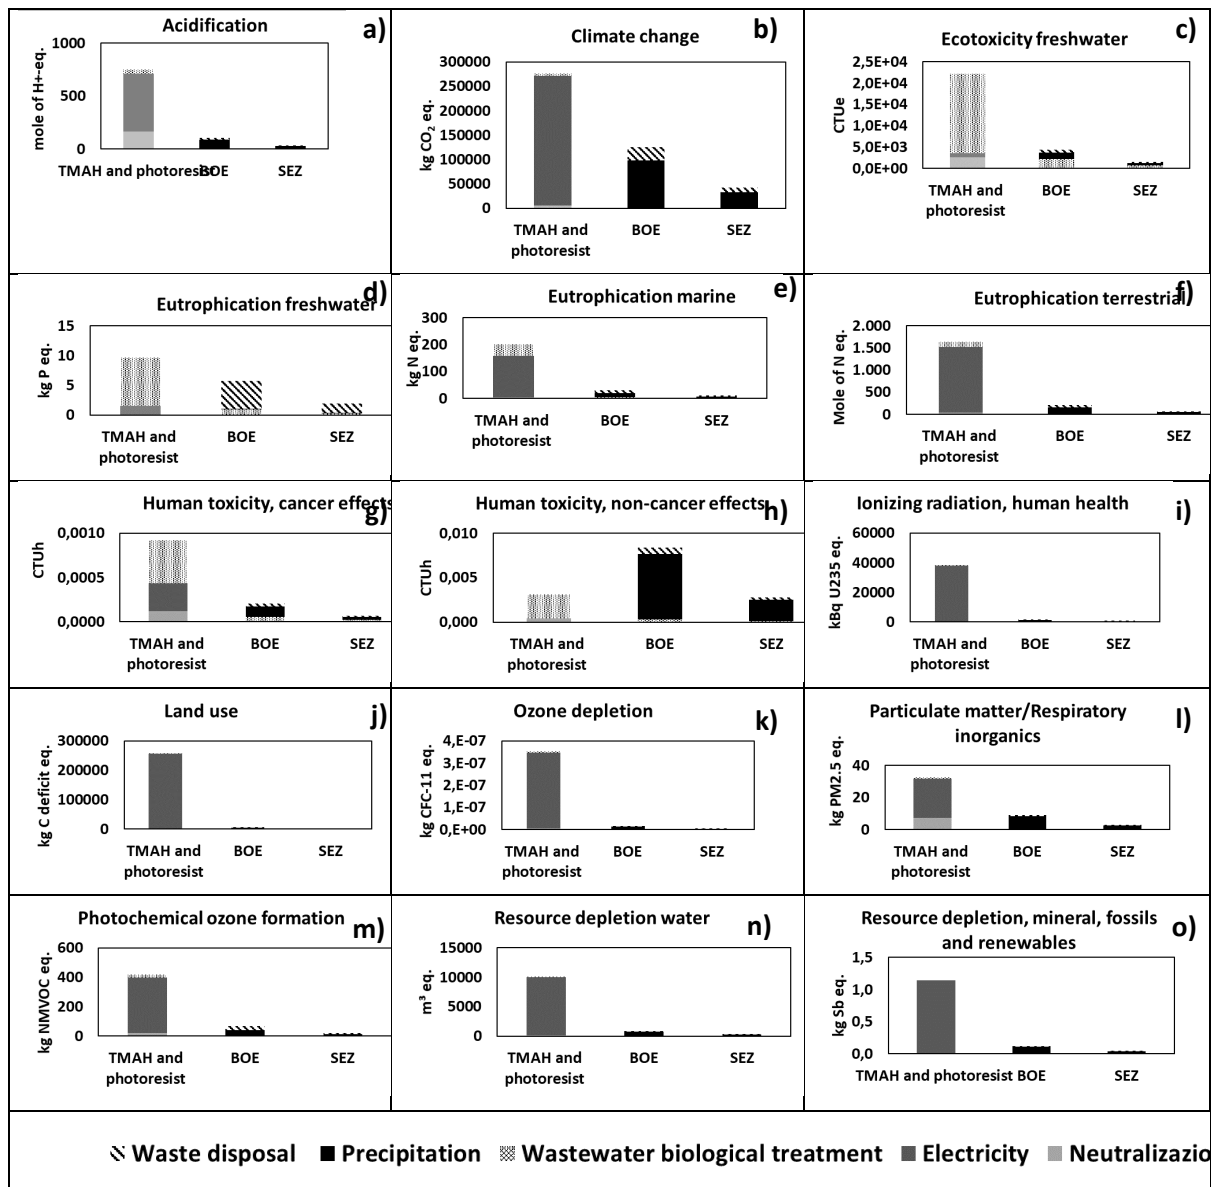 Acidification
a)
mole of H+-eq.
1000
500
0
TMAH and photoresist
BOE
SEZ
Climate change
b)
kg CO₂ eq.
300000
250000
200000
150000
100000
50000
0
TMAH and
photoresist
BOE
SEZ
Ecotoxicity freshwater
c)
CTUe
2,5E+04
2,0E+04
1,5E+04
1,0E+04
5,0E+03
0,0E+00
TMAH and
photoresist
BOE
SEZ
Eutrophication freshwater
d)
kg P eq.
15
10
5
0
TMAH and
photoresist
BOE
SEZ
Eutrophication marine
e)
kg N eq.
300
200
100
0
TMAH and
photoresist
BOE
SEZ
Eutrophication terrestrial
f)
Mole of N eq.
2.000
1.500
1.000
500
0
TMAH and
photoresist
BOE
SEZ
Human toxicity, cancer effects
g)
CTUh
0,0010
0,0005
0,0000
TMAH and
photoresist
BOE
SEZ
Human toxicity, non-cancer effects
h)
CTUh
0,010
0,005
0,000
TMAH and
photoresist
BOE
SEZ
Ionizing radiation, human health
i)
kBq U235 eq.
60000
40000
20000
0
TMAH and
photoresist
BOE
SEZ
Land use
j)
kg C deficit eq.
300000
200000
100000
0
TMAH and
photoresist
BOE
SEZ
Ozone depletion
k)
kg CFC-11 eq.
4,E-07
3,E-07
2,E-07
1,E-07
0,E+00
TMAH and
photoresist
BOE
SEZ
Particulate matter/Respiratory
inorganics
l)
kg PM2.5 eq.
40
20
0
TMAH and
photoresist
BOE
SEZ
Photochemical ozone formation
m)
kg NMVOC eq.
600
400
200
0
TMAH and
photoresist
BOE
SEZ
Resource depletion water
n)
m³ eq.
15000
10000
5000
0
TMAH and
photoresist
BOE
SEZ
Resource depletion, mineral, fossils
and renewables
o)
kg Sb eq.
1,5
1,0
0,5
0,0
TMAH and photoresist
BOE
SEZ
Waste disposal Precipitation Wastewater biological treatment Electricity Neutralizazio